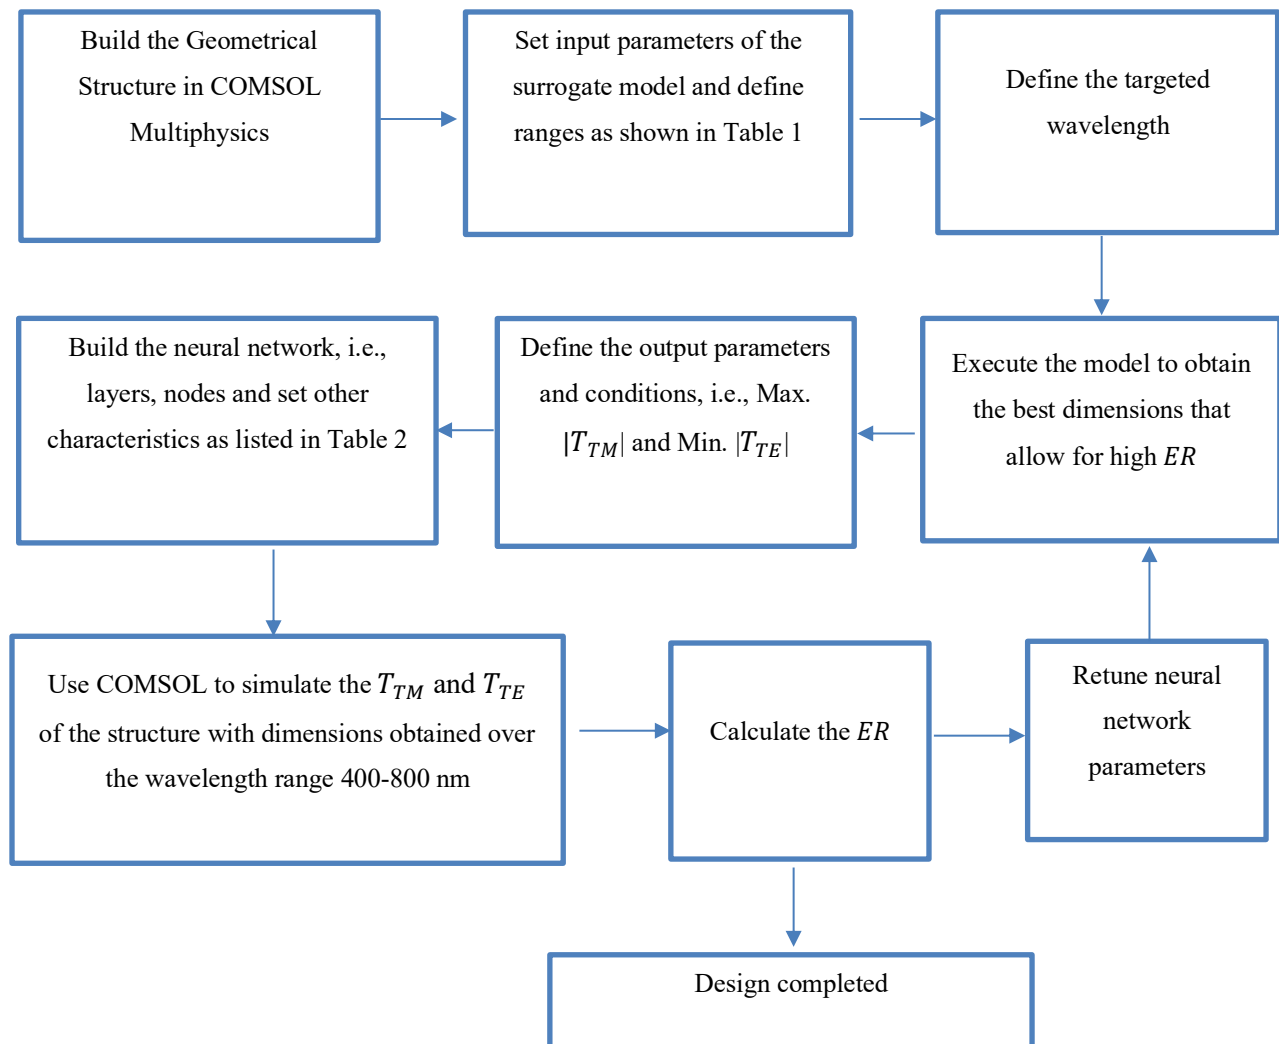 Build the Geometrical
Structure in COMSOL
Multiphysics
Set input parameters of the
surrogate model and define
ranges as shown in Table 1
Define the targeted
wavelength
Execute the model to obtain
the best dimensions that
allow for high ER
Define the output parameters
and conditions, i.e., Max.
|T_TM| and Min. |T_TE|
Build the neural network, i.e.,
layers, nodes and set other
characteristics as listed in Table 2
Use COMSOL to simulate the T_TM and T_TE
of the structure with dimensions obtained over
the wavelength range 400-800 nm
Calculate the ER
Retune neural
network
parameters
Design completed